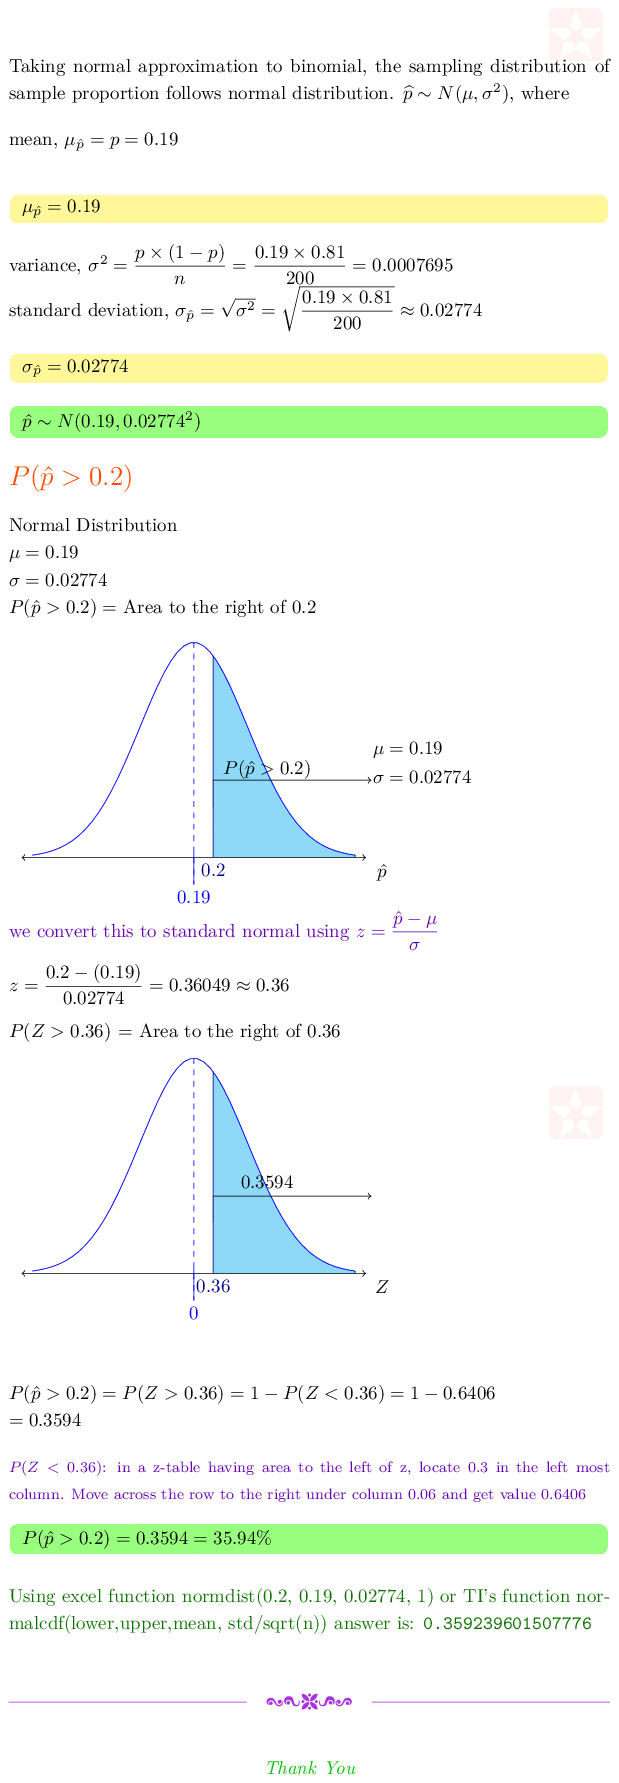 Taking normal approximation to binomial, the sampling distribution of
sample proportion follows normal distribution. p̂ ∼ N(μ, σ²), where
mean, μ_p̂ = p = 0.19
μ_p̂ = 0.19
variance, σ² = p × (1 − p) / n = 0.19 × 0.81 / 200 = 0.0007695
standard deviation, σ_p̂ = √σ² = √(0.19 × 0.81 / 200) ≈ 0.02774
σ_p̂ = 0.02774
p̂ ∼ N(0.19, 0.02774²)
P(p̂ > 0.2)
Normal Distribution
μ = 0.19
σ = 0.02774
P(p̂ > 0.2) = Area to the right of 0.2
μ = 0.19
P(p̂ > 0.2)
σ = 0.02774
0.2
p̂
0.19
we convert this to standard normal using z = (p̂ − μ) / σ
z = (0.2 − (0.19)) / 0.02774 = 0.36049 ≈ 0.36
P(Z > 0.36) = Area to the right of 0.36
0.3594
0.36
Z
0
P(p̂ > 0.2) = P(Z > 0.36) = 1 − P(Z < 0.36) = 1 − 0.6406
= 0.3594
P(Z < 0.36): in a z-table having area to the left of z, locate 0.3 in the left most
column. Move across the row to the right under column 0.06 and get value 0.6406
P(p̂ > 0.2) = 0.3594 = 35.94%
Using excel function normdist(0.2, 0.19, 0.02774, 1) or TI's function nor-
malcdf(lower,upper,mean, std/sqrt(n)) answer is: 0.359239601507776
Thank You